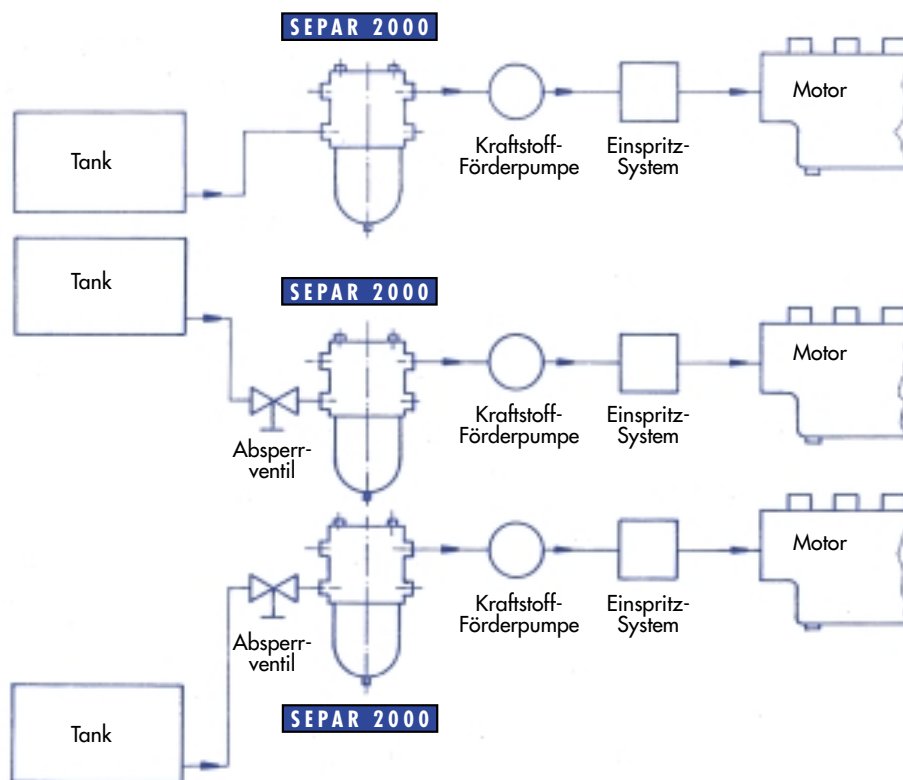 SEPAR 2000
Tank
Kraftstoff-
Förderpumpe
Einspritz-
System
Motor
Tank
SEPAR 2000
Absperr-
ventil
Kraftstoff-
Förderpumpe
Einspritz-
System
Motor
Absperr-
ventil
Kraftstoff-
Förderpumpe
Einspritz-
System
Motor
Tank
SEPAR 2000